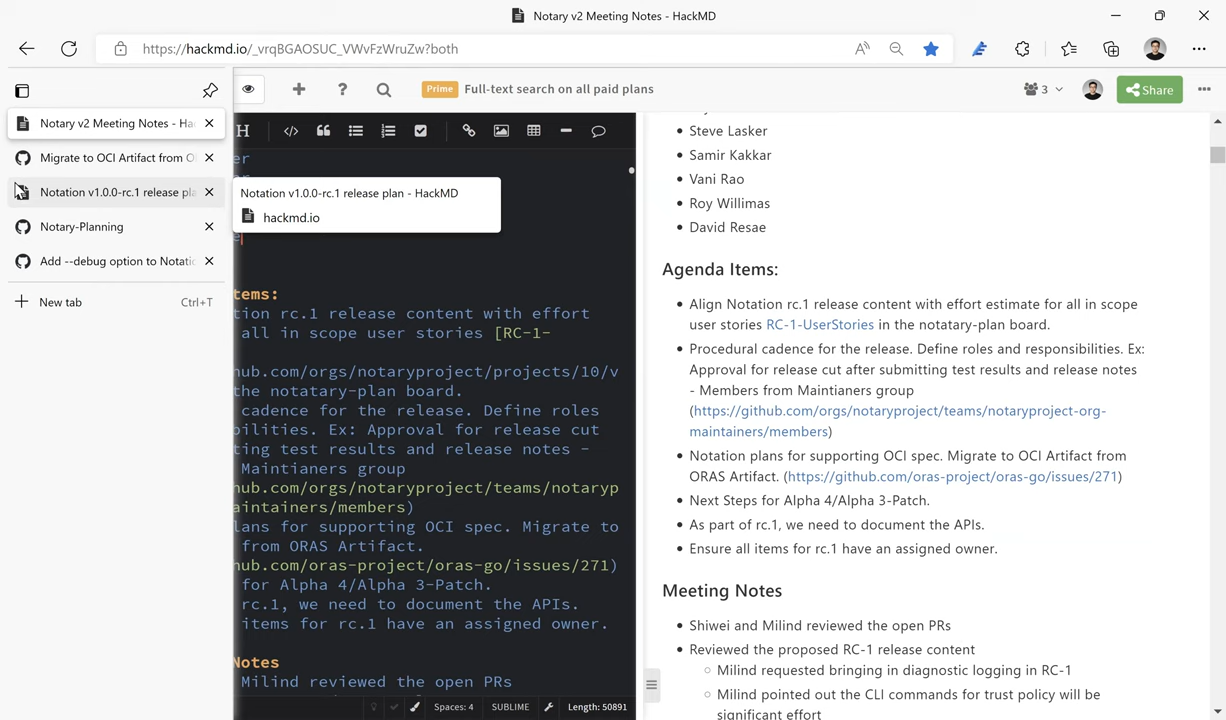 Notary v2 Meeting Notes - HackMD
https://hackmd.io/_vrqBGAOSUC_VWvFzWruZw?both
Prime Full-text search on all paid plans
3
Share
Notary v2 Meeting Notes - Ha
Migrate to OCI Artifact from O
Notation v1.0.0-rc.1 release pla
Notary-Planning
Add --debug option to Notatio
New tab Ctrl+T
Notation v1.0.0-rc.1 release plan - HackMD
hackmd.io
H
er
tems:
tion rc.1 release content with effort
all in scope user stories [RC-1-
hub.com/orgs/notaryproject/projects/10/v
the notatary-plan board.
cadence for the release. Define roles
bilities. Ex: Approval for release cut
ting test results and release notes -
Maintianers group
hub.com/orgs/notaryproject/teams/notaryp
aintainers/members)
lans for supporting OCI spec. Migrate to
from ORAS Artifact.
hub.com/oras-project/oras-go/issues/271)
for Alpha 4/Alpha 3-Patch.
rc.1, we need to document the APIs.
items for rc.1 have an assigned owner.
Notes
Milind reviewed the open PRs
Spaces: 4 SUBLIME Length: 50891
Steve Lasker
Samir Kakkar
Vani Rao
Roy Willimas
David Resae
Agenda Items:
Align Notation rc.1 release content with effort estimate for all in scope
user stories RC-1-UserStories in the notatary-plan board.
Procedural cadence for the release. Define roles and responsibilities. Ex:
Approval for release cut after submitting test results and release notes
- Members from Maintianers group
(https://github.com/orgs/notaryproject/teams/notaryproject-org-
maintainers/members)
Notation plans for supporting OCI spec. Migrate to OCI Artifact from
ORAS Artifact. (https://github.com/oras-project/oras-go/issues/271)
Next Steps for Alpha 4/Alpha 3-Patch.
As part of rc.1, we need to document the APIs.
Ensure all items for rc.1 have an assigned owner.
Meeting Notes
Shiwei and Milind reviewed the open PRs
Reviewed the proposed RC-1 release content
Milind requested bringing in diagnostic logging in RC-1
Milind pointed out the CLI commands for trust policy will be
significant effort